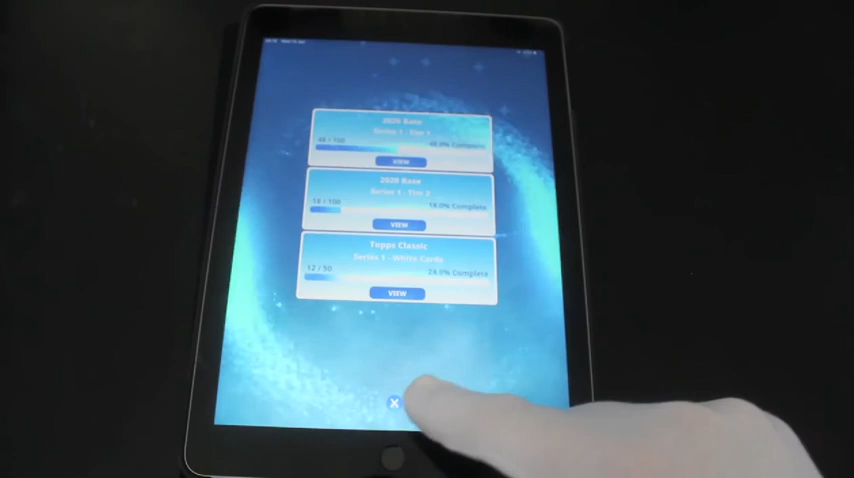 2020 Base
Series 1 - Tier 1
48 / 100
48.0% Complete
VIEW
2020 Base
Series 1 - Tier 2
18 / 100
18.0% Complete
VIEW
Topps Classic
Series 1 - White Cards
12 / 50
24.0% Complete
VIEW